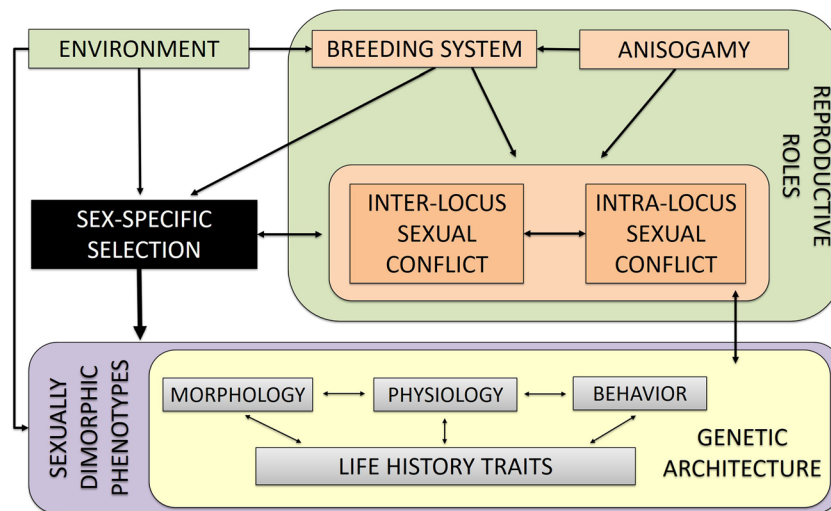 ENVIRONMENT
BREEDING SYSTEM
ANISOGAMY
REPRODUCTIVE
ROLES
SEX-SPECIFIC
SELECTION
INTER-LOCUS
SEXUAL
CONFLICT
INTRA-LOCUS
SEXUAL
CONFLICT
SEXUALLY
DIMORPHIC
PHENOTYPES
MORPHOLOGY
PHYSIOLOGY
BEHAVIOR
LIFE HISTORY TRAITS
GENETIC
ARCHITECTURE